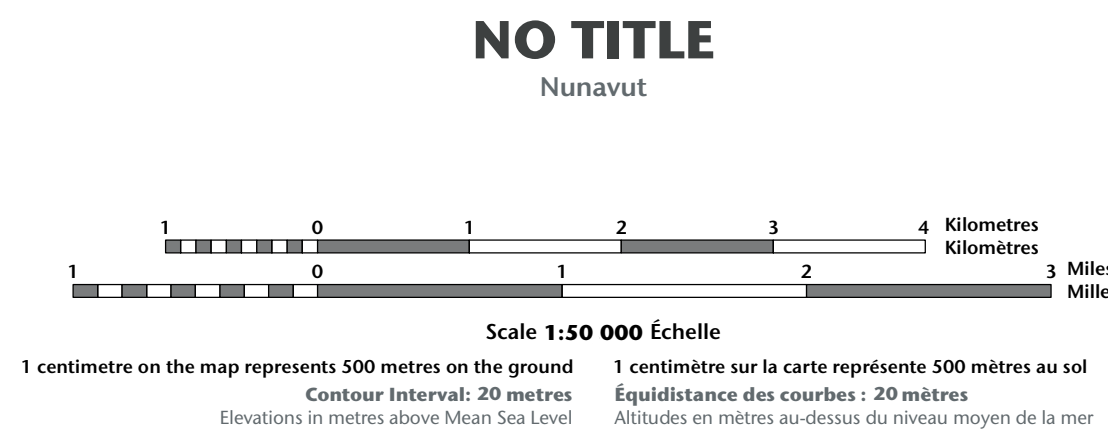 NO TITLE
Nunavut
1 0 1 2 3 4 Kilometres
Kilomètres
1 0 1 2 3 Miles
Mille
Scale 1:50 000 Échelle
1 centimetre on the map represents 500 metres on the ground
1 centimètre sur la carte représente 500 mètres au sol
Contour Interval: 20 metres
Équidistance des courbes : 20 mètres
Elevations in metres above Mean Sea Level
Altitudes en mètres au-dessus du niveau moyen de la mer